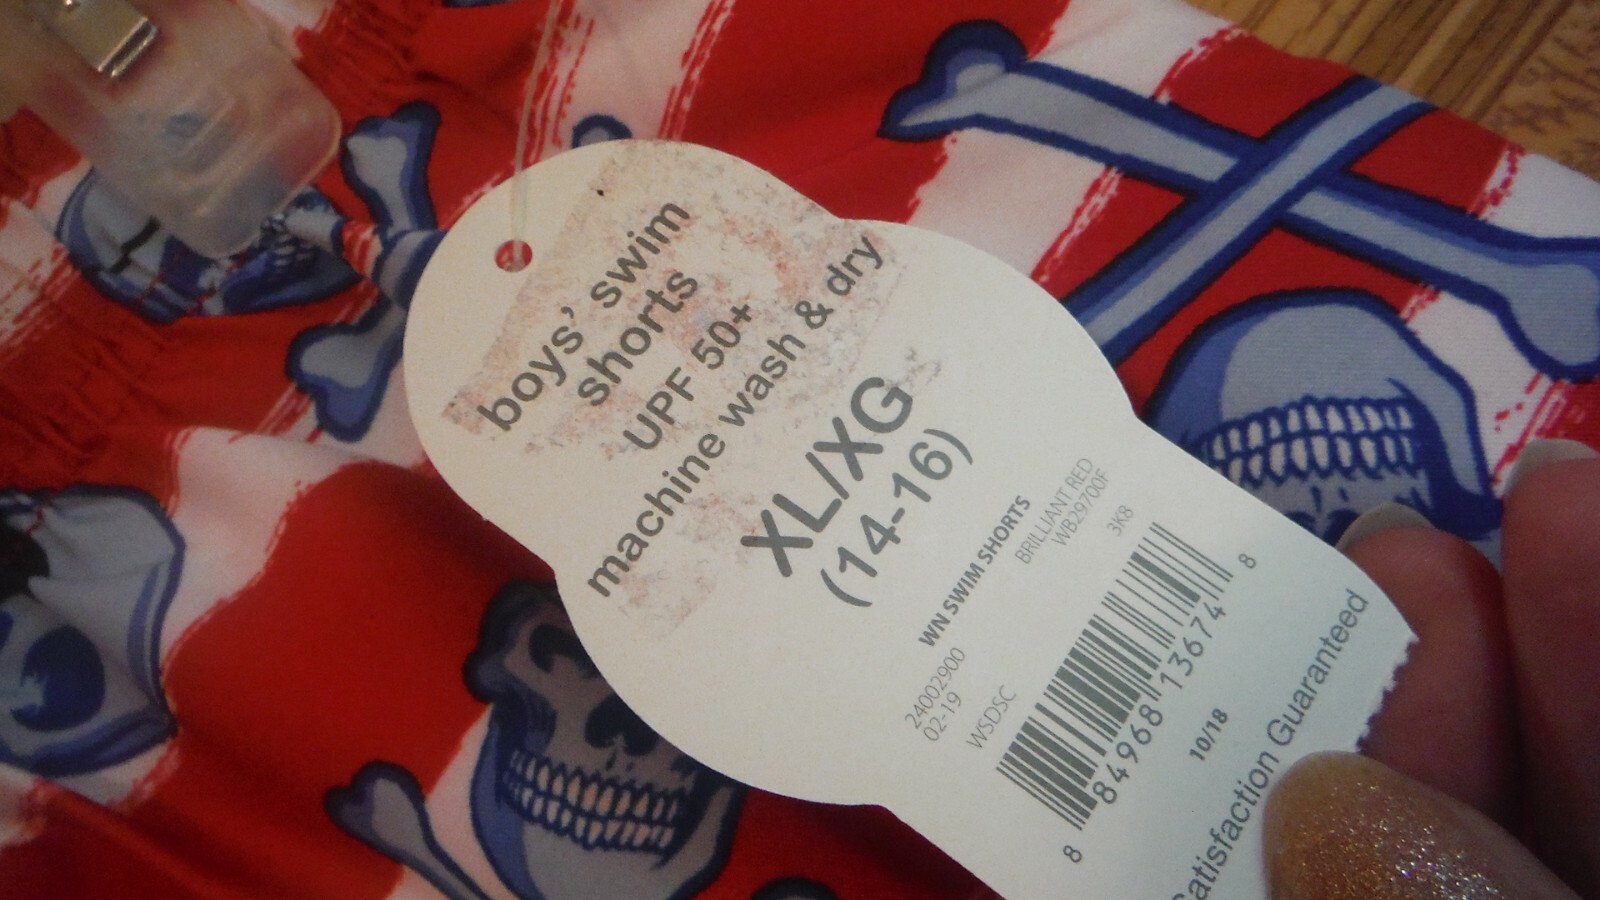 boys' swim
shorts
UPF 50+
machine wash & dry
XL/XG
(14-16)
WN SWIM SHORTS
BRILLIANT RED
WB29700F
3K8
24002900
02-19
WSDSC
8 84968 13674 8
10/18
Satisfaction Guaranteed